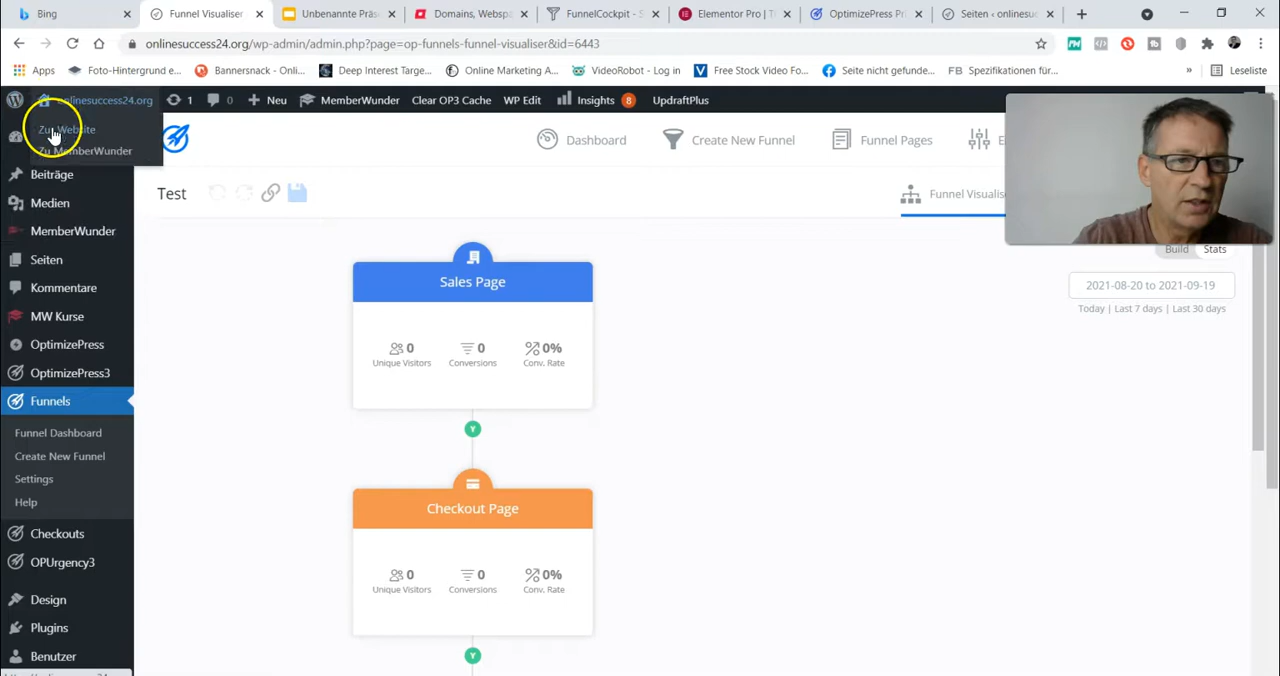 Bing
Funnel Visualiser
Unbenannte Präse
Domains, Websp
FunnelCockpit - S
Elementor Pro | T
OptimizePress Pri
Seiten ‹ onlinesuc
onlinesuccess24.org/wp-admin/admin.php?page=op-funnels-funnel-visualiser&id=6443
Apps
Foto-Hintergrund e...
Bannersnack - Onli...
Deep Interest Targe...
Online Marketing A...
VideoRobot - Log in
Free Stock Video Fo...
Seite nicht gefunde...
FB Spezifikationen für...
»
Leseliste
onlinesuccess24.org
1
0
Neu
MemberWunder
Clear OP3 Cache
WP Edit
Insights
8
UpdraftPlus
Zur Website
Zu MemberWunder
Dashboard
Create New Funnel
Funnel Pages
Test
Funnel Visualise
Build
Stats
2021-08-20 to 2021-09-19
Today | Last 7 days | Last 30 days
Beiträge
Medien
MemberWunder
Seiten
Kommentare
MW Kurse
OptimizePress
OptimizePress3
Funnels
Funnel Dashboard
Create New Funnel
Settings
Help
Checkouts
OPUrgency3
Design
Plugins
Benutzer
Sales Page
0
0
0%
Unique Visitors
Conversions
Conv. Rate
Y
Checkout Page
0
0
0%
Unique Visitors
Conversions
Conv. Rate
Y